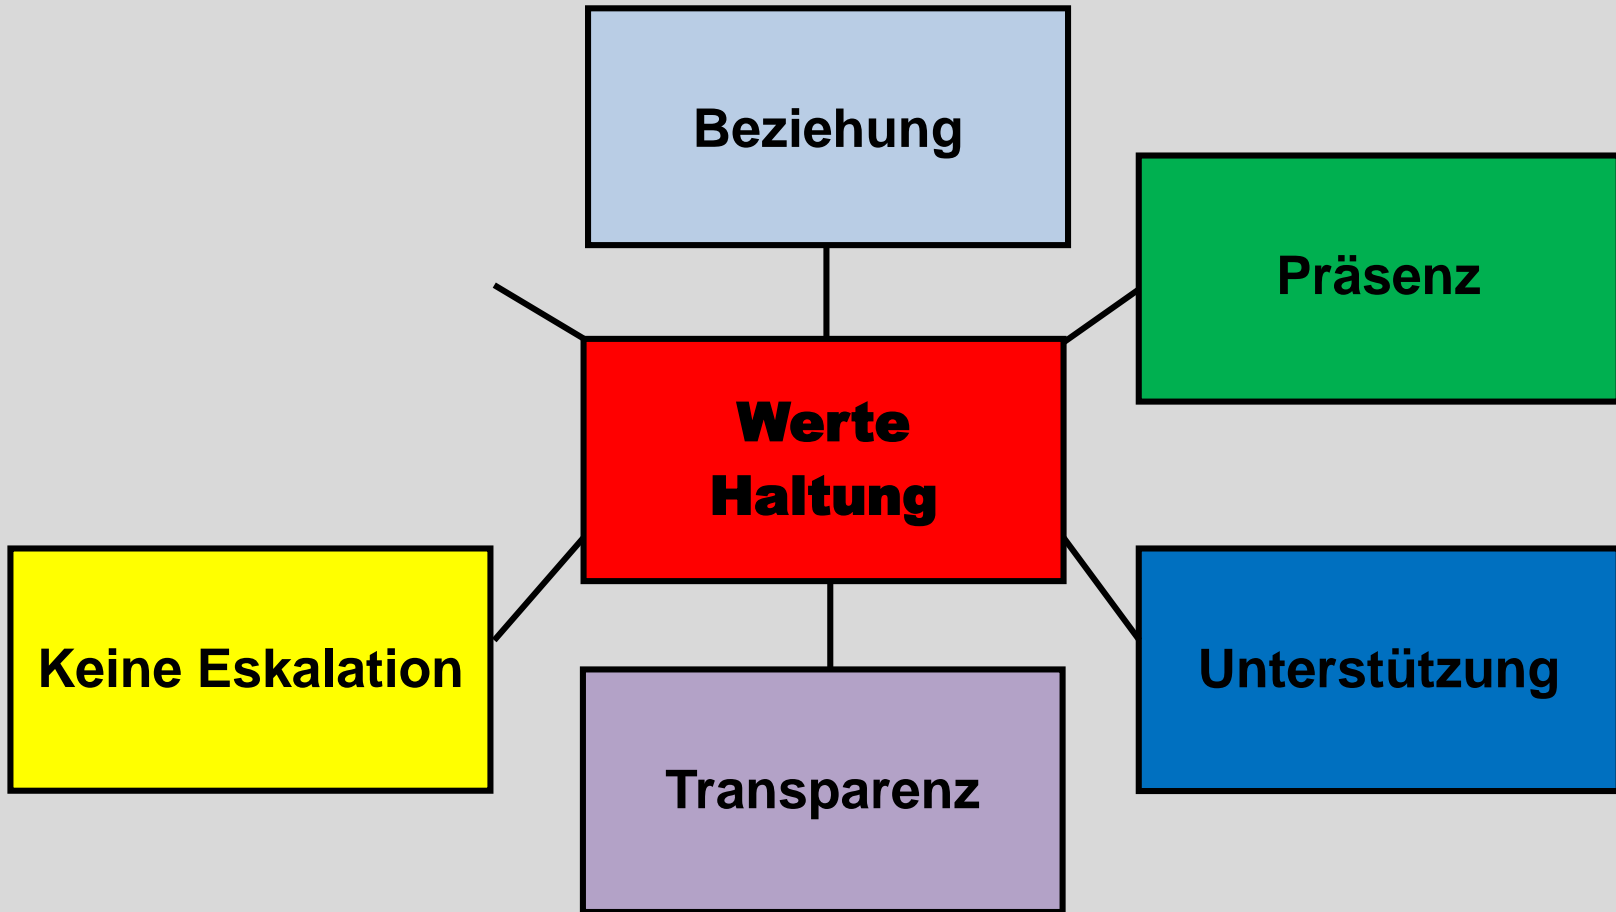 Beziehung
Präsenz
Werte
Haltung
Keine Eskalation
Unterstützung
Transparenz